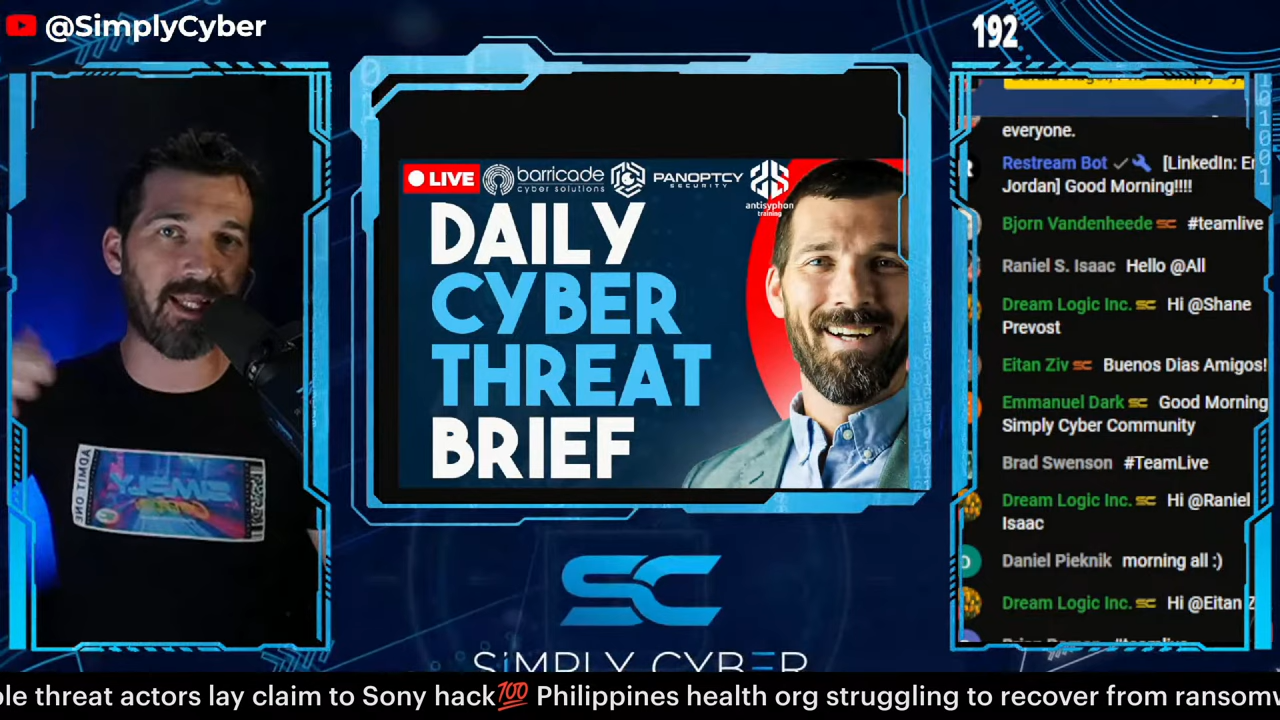 @SimplyCyber
192
LIVE
barricade
cyber solutions
PANOPTCY
SECURITY
antisyphon
training
DAILY
CYBER
THREAT
BRIEF
ADMIT ONE
SC
SIMPLY CYBER
everyone.
Restream Bot [LinkedIn:
Jordan] Good Morning!!!!
Bjorn Vandenheede #teamlive
Raniel S. Isaac Hello @All
Dream Logic Inc. Hi @Shane
Prevost
Eitan Ziv Buenos Dias Amigos!
Emmanuel Dark Good Morning
Simply Cyber Community
Brad Swenson #TeamLive
Dream Logic Inc. Hi @Raniel
Isaac
Daniel Pieknik morning all :)
Dream Logic Inc. Hi @Eitan Z
threat actors lay claim to Sony hack💯 Philippines health org struggling to recover from